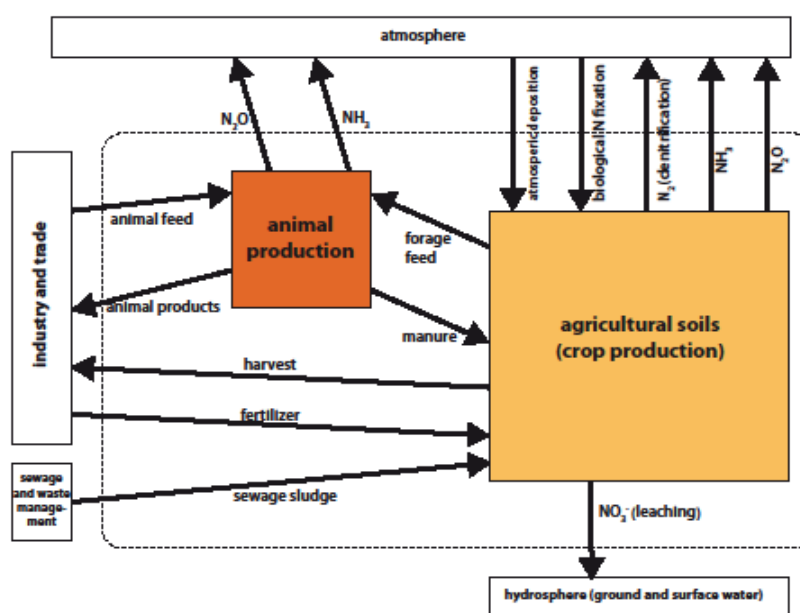 atmosphere
N₂O
NH₃
atmosperic deposition
biological N fixation
N₂ (denitrification)
NH₃
N₂O
industry and trade
animal feed
animal
production
forage
feed
animal products
manure
agricultural soils
(crop production)
harvest
fertilizer
sewage
and waste
manage-
ment
sewage sludge
NO₃⁻ (leaching)
hydrosphere (ground and surface water)